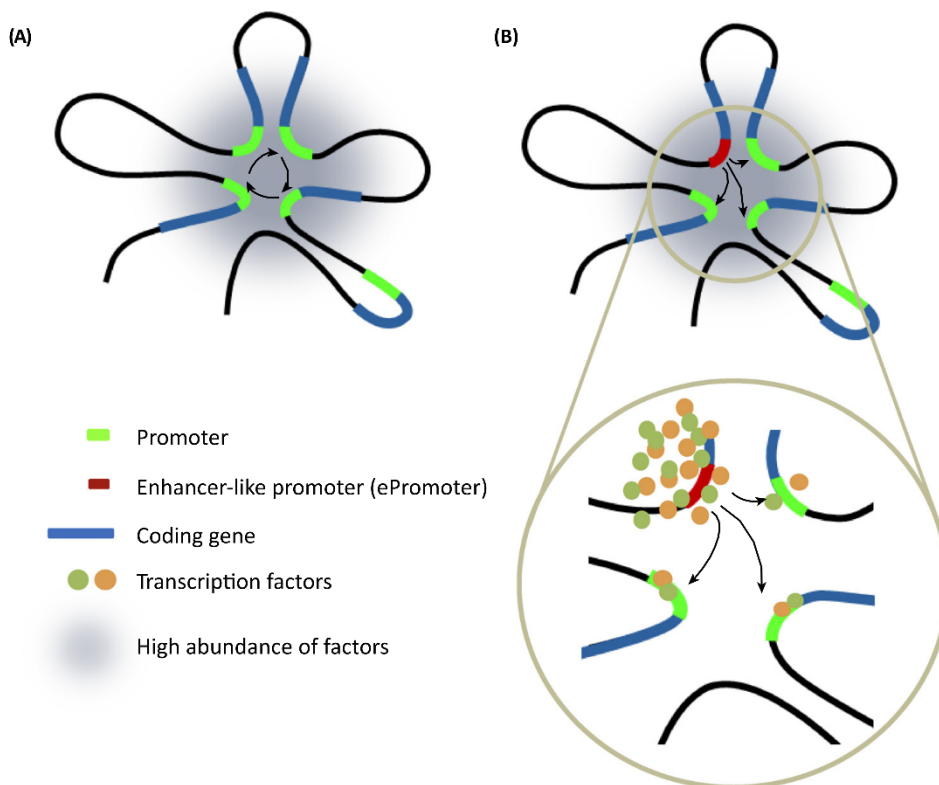 (A)
(B)
Promoter
Enhancer-like promoter (ePromoter)
Coding gene
Transcription factors
High abundance of factors